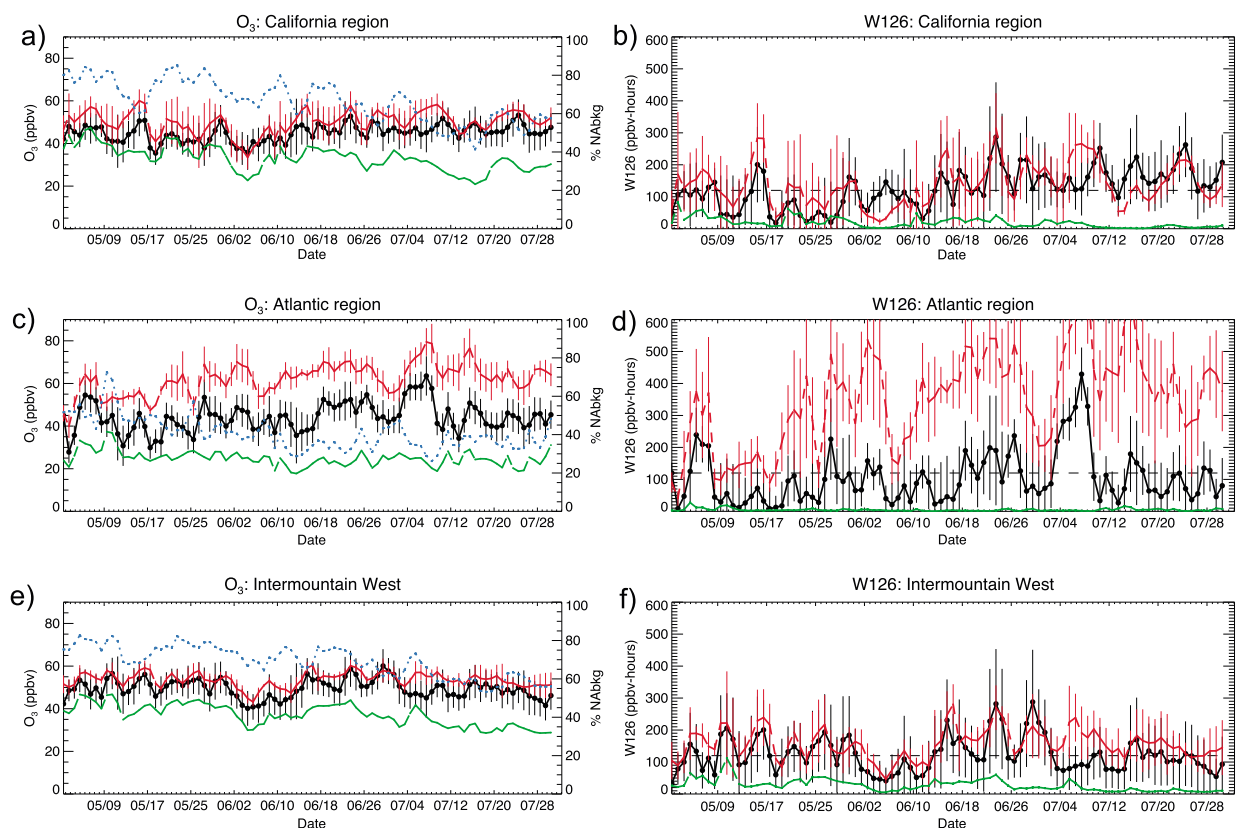 a)
O3: California region
O3 (ppbv)
80
60
40
20
0
100
80
60
40
20
0
% NAbkg
05/09 05/17 05/25 06/02 06/10 06/18 06/26 07/04 07/12 07/20 07/28
Date
b)
W126: California region
W126 (ppbv-hours)
600
500
400
300
200
100
0
05/09 05/17 05/25 06/02 06/10 06/18 06/26 07/04 07/12 07/20 07/28
Date
c)
O3: Atlantic region
O3 (ppbv)
80
60
40
20
0
100
80
60
40
20
0
% NAbkg
05/09 05/17 05/25 06/02 06/10 06/18 06/26 07/04 07/12 07/20 07/28
Date
d)
W126: Atlantic region
W126 (ppbv-hours)
600
500
400
300
200
100
0
05/09 05/17 05/25 06/02 06/10 06/18 06/26 07/04 07/12 07/20 07/28
Date
e)
O3: Intermountain West
O3 (ppbv)
80
60
40
20
0
100
80
60
40
20
0
% NAbkg
05/09 05/17 05/25 06/02 06/10 06/18 06/26 07/04 07/12 07/20 07/28
Date
f)
W126: Intermountain West
W126 (ppbv-hours)
600
500
400
300
200
100
0
05/09 05/17 05/25 06/02 06/10 06/18 06/26 07/04 07/12 07/20 07/28
Date